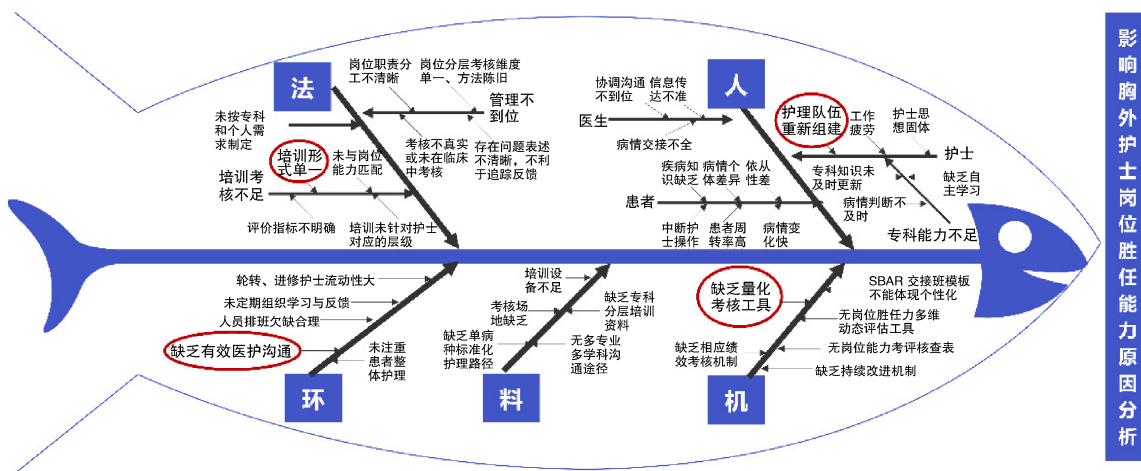 法
岗位职责分
工不清晰
岗位分层考核维度
单一、方法陈旧
管理不
到位
未按专科
和个人需
求制定
考核不真实
或未在临床
中考核
存在问题表述
不清晰，不利
于追踪反馈
培训形
式单一
未与岗位
能力匹配
培训考
核不足
评价指标不明确
培训未针对护士
对应的层级
人
协调沟通
不到位
信息传
达不准
医生
病情交接不全
护理队伍
重新组建
工作
疲劳
护士思
想固体
护士
疾病知
识缺乏
病情个
体差异
依从
性差
专科知识未
及时更新
缺乏自
主学习
患者
病情判断不
及时
中断护
士操作
患者周
转率高
病情变
化快
专科能力不足
轮转、进修护士流动性大
未定期组织学习与反馈
人员排班欠缺合理
缺乏有效医护沟通
未注重
患者整
体护理
环
培训设
备不足
考核场
地缺乏
缺乏专科
分层培训
资料
缺乏单病
种标准化
护理路径
无多专业
多学科沟
通途径
料
缺乏量化
考核工具
SBAR 交接班模板
不能体现个性化
无岗位胜任力多维
动态评估工具
缺乏相应绩
效考核机制
无岗位能力考评核查表
缺乏持续改进机制
机
影响胸外护士岗位胜任能力原因分析